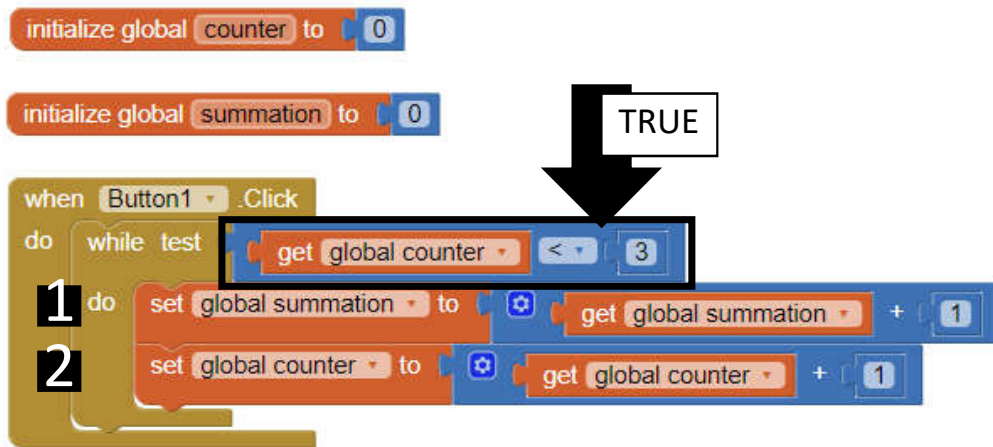 initialize global counter to 0
initialize global summation to 0
TRUE
when Button1 .Click
do while test get global counter < 3
1 do set global summation to get global summation + 1
2 set global counter to get global counter + 1